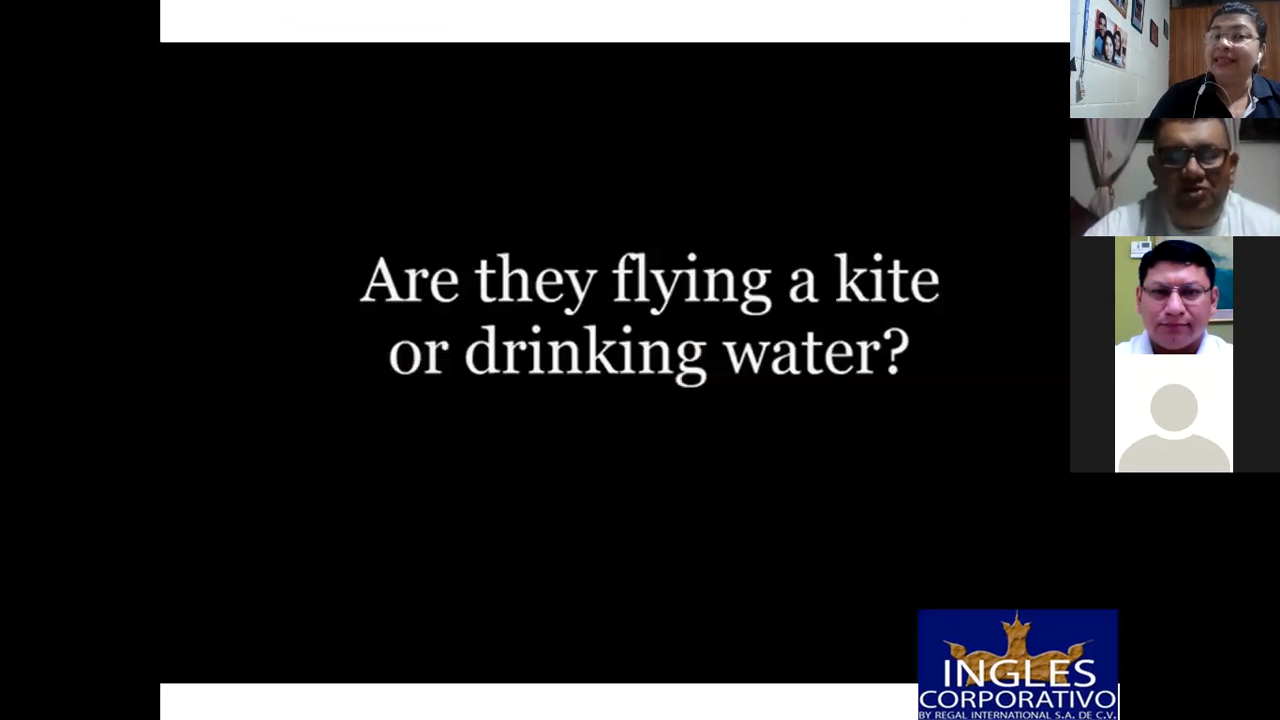 Are they flying a kite
or drinking water?
INGLES
CORPORATIVO
BY REGAL INTERNATIONAL S.A. DE C.V.